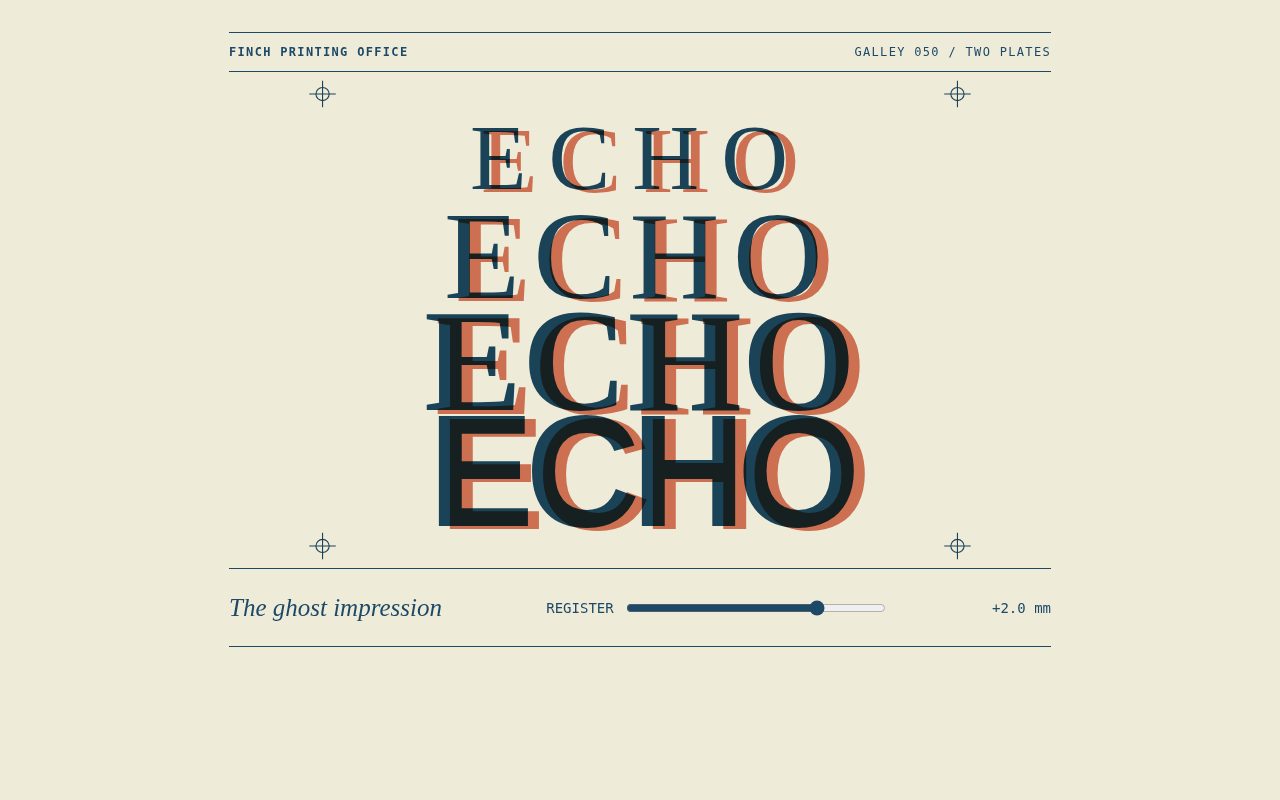 FINCH PRINTING OFFICE
GALLEY 050 / TWO PLATES
ECHO
ECHO
ECHO
ECHO
The ghost impression
REGISTER
+2.0 mm